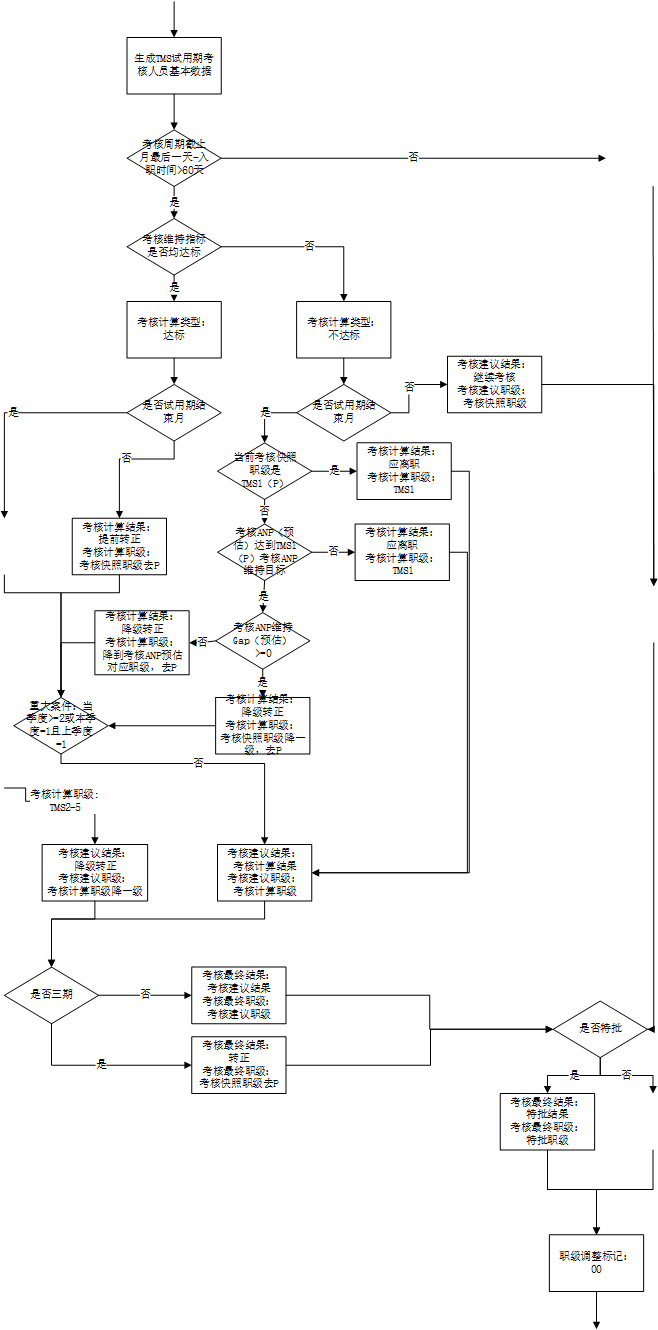 生成TMS试用期考
核人员基本数据
考核周期截止
月最后一天-入
职时间>60天
否
是
考核维持指标
是否均达标
否
是
考核计算类型：
达标
考核计算类型：
不达标
考核建议结果：
继续考核
考核建议职级：
考核快照职级
是否试用期结
束月
是
否
是否试用期结
束月
否
是
当前考核快照
职级是
TMS1（P）
是
考核计算结果：
应离职
考核计算职级：
TMS1
否
考核计算结果：
提前转正
考核计算职级：
考核快照职级去P
考核ANP（预
估）达到TMS1
（P）考核ANP
维持目标
否
考核计算结果：
应离职
考核计算职级：
TMS1
是
考核计算结果：
降级转正
考核计算职级：
降到考核ANP预估
对应职级，去P
否
考核ANP维持
Gap（预估）
>=0
是
考核计算结果：
降级转正
考核计算职级：
考核快照职级降一
级，去P
重大条件：当
季度>=2或本季
度=1且上季度
=1
否
考核计算职级：
TMS2-5
考核建议结果：
降级转正
考核建议职级：
考核计算职级降一级
考核建议结果：
考核计算结果
考核建议职级：
考核计算职级
是否三期
否
考核最终结果：
考核建议结果
考核最终职级：
考核建议职级
是
考核最终结果：
转正
考核最终职级：
考核快照职级去P
是否特批
是
否
考核最终结果：
特批结果
考核最终职级：
特批职级
职级调整标记：
00